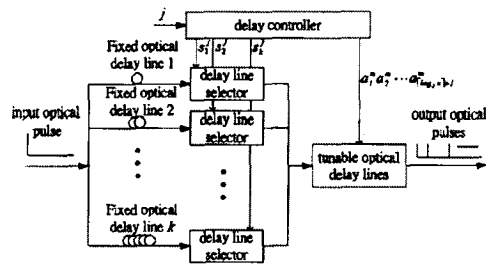 j
delay controller
Fixed optical
delay line 1
delay line
selector
Fixed optical
delay line 2
delay line
selector
input optical
pulse
output optical
pulses
tunable optical
delay lines
Fixed optical
delay line k
delay line
selector